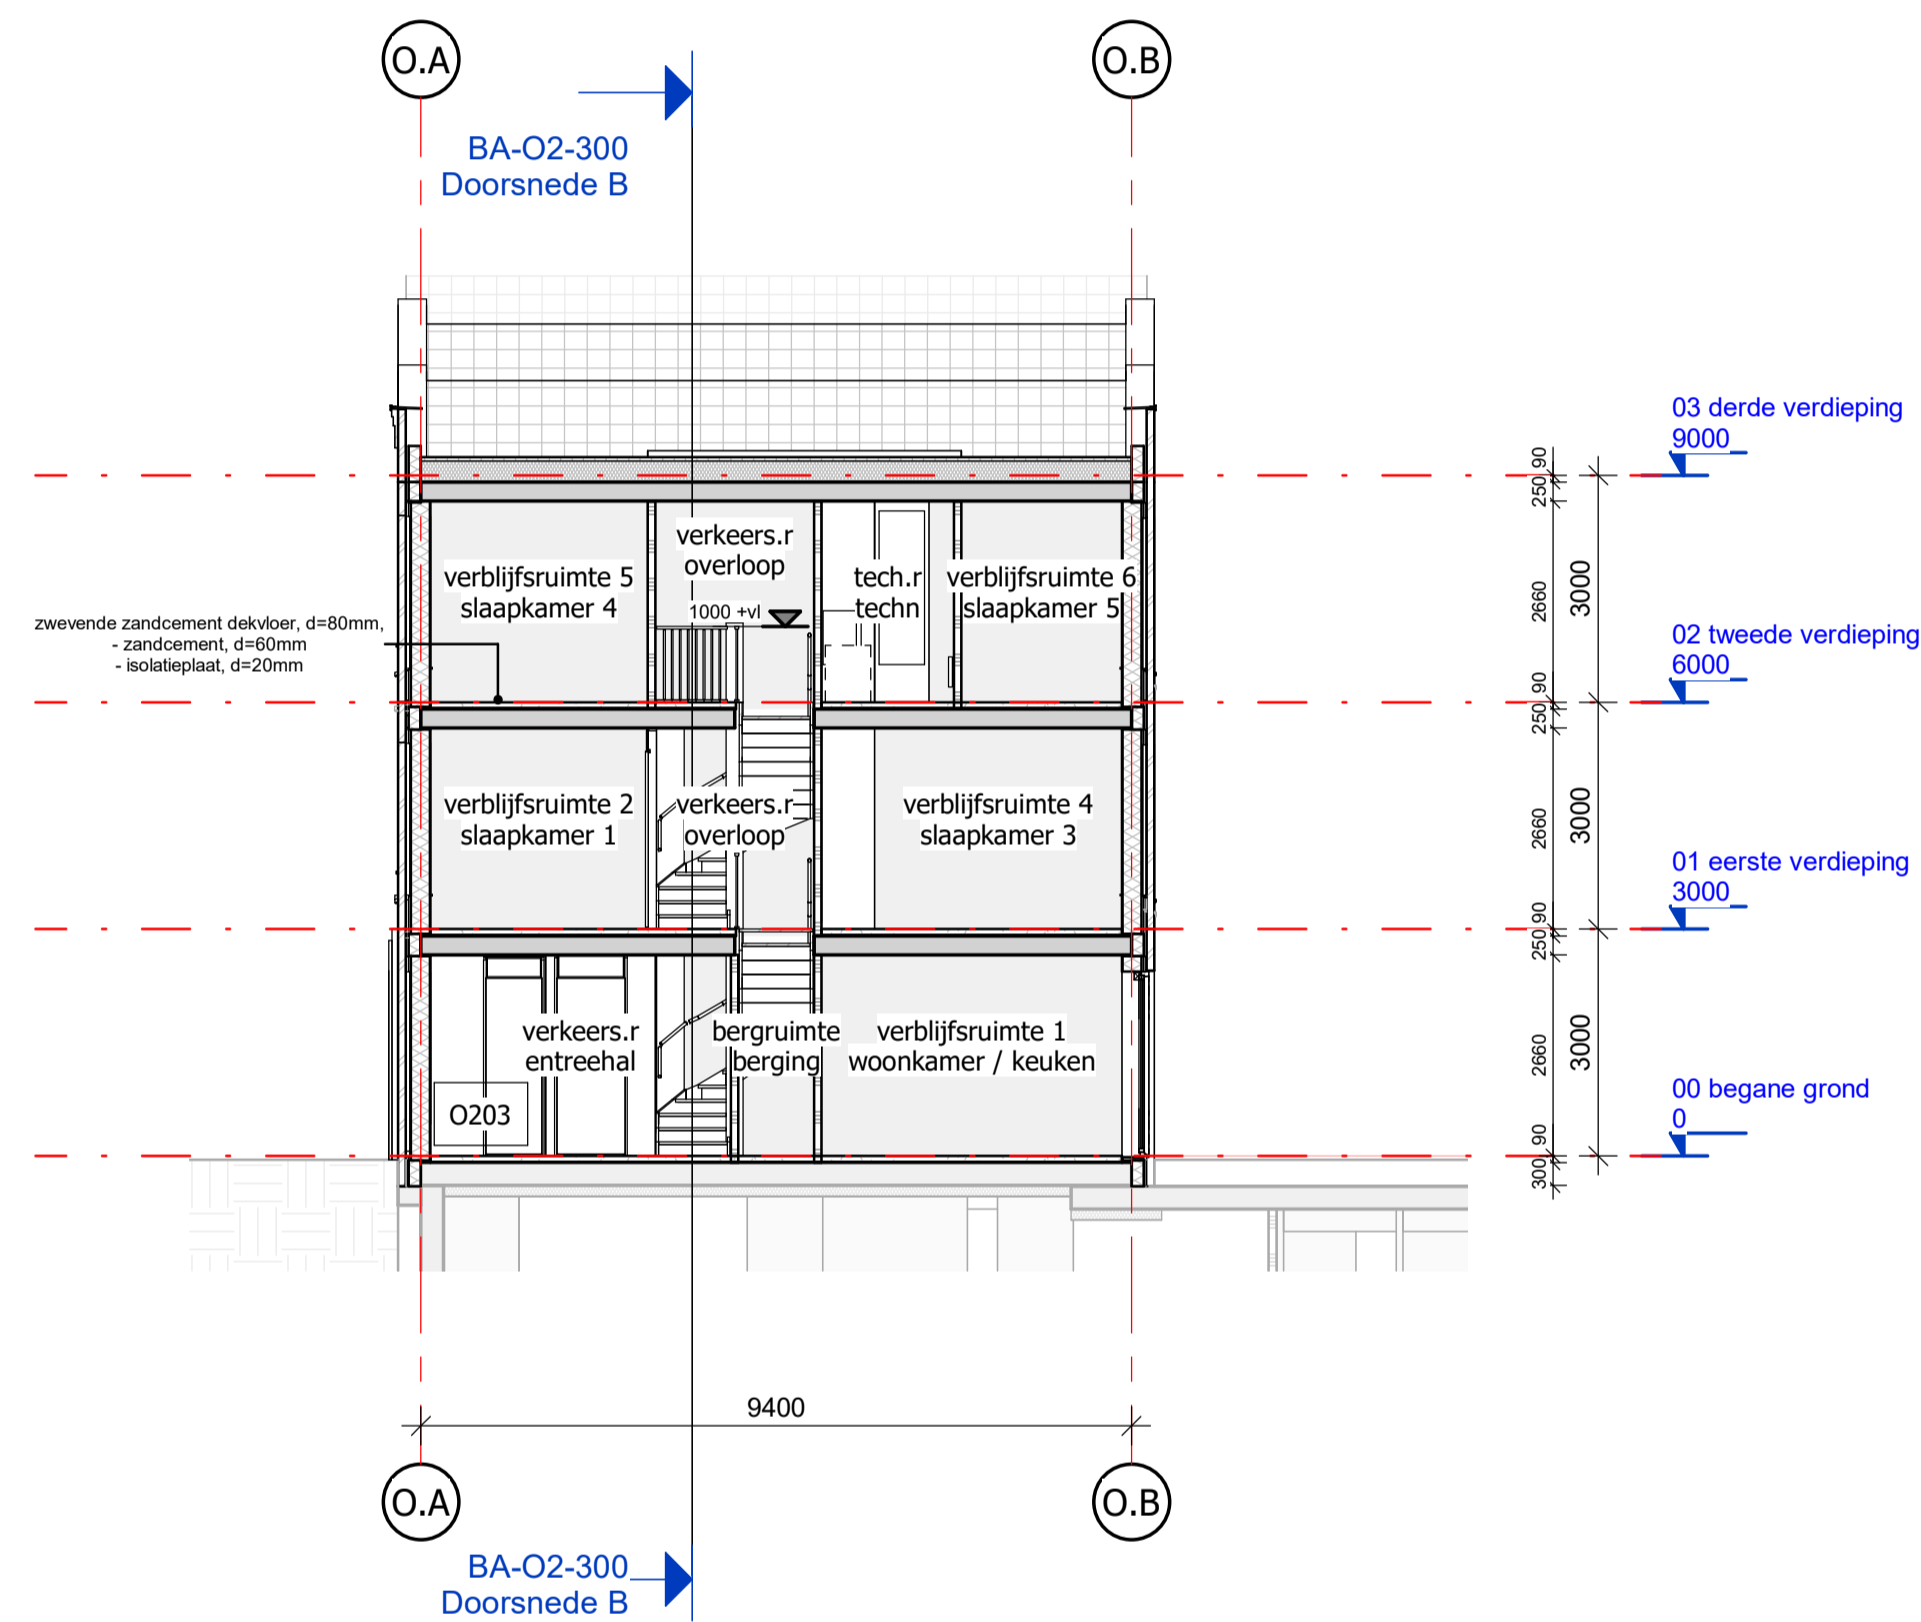 O.A
O.B
BA-O2-300
Doorsnede B
03 derde verdieping
9000
verkeers.r
overloop
verblijfsruimte 5
slaapkamer 4
tech.r
techn
verblijfsruimte 6
slaapkamer 5
1000 +vl
zwevende zandcement dekvloer, d=80mm,
- zandcement, d=60mm
- isolatieplaat, d=20mm
90
250
2660
3000
02 tweede verdieping
6000
verblijfsruimte 2
slaapkamer 1
verkeers.r
overloop
verblijfsruimte 4
slaapkamer 3
90
250
2660
3000
01 eerste verdieping
3000
verkeers.r
entreehal
bergruimte
berging
verblijfsruimte 1
woonkamer / keuken
O203
90
250
2660
3000
00 begane grond
0
90
300
9400
O.A
O.B
BA-O2-300
Doorsnede B